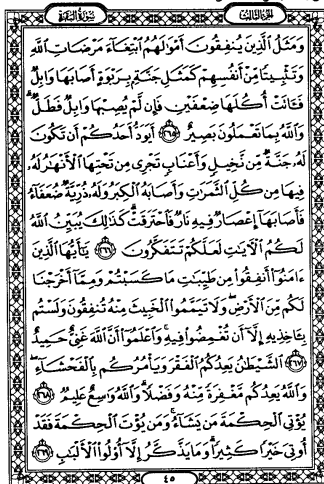 الجزء الثالث
سورة البقرة
وَمَثَلُ الَّذِينَ يُنفِقُونَ أَمْوَالَهُمُ ابْتِغَاءَ مَرْضَاتِ اللَّهِ
وَتَثْبِيتًا مِّنْ أَنفُسِهِمْ كَمَثَلِ جَنَّةٍ بِرَبْوَةٍ أَصَابَهَا وَابِلٌ
فَآتَتْ أُكُلَهَا ضِعْفَيْنِ فَإِن لَّمْ يُصِبْهَا وَابِلٌ فَطَلٌّ
وَاللَّهُ بِمَا تَعْمَلُونَ بَصِيرٌ ٢٦٥ أَيَوَدُّ أَحَدُكُمْ أَن تَكُونَ
لَهُ جَنَّةٌ مِّن نَّخِيلٍ وَأَعْنَابٍ تَجْرِي مِن تَحْتِهَا الْأَنْهَارُ لَهُ
فِيهَا مِن كُلِّ الثَّمَرَاتِ وَأَصَابَهُ الْكِبَرُ وَلَهُ ذُرِّيَّةٌ ضُعَفَاءُ
فَأَصَابَهَا إِعْصَارٌ فِيهِ نَارٌ فَاحْتَرَقَتْ كَذَٰلِكَ يُبَيِّنُ اللَّهُ
لَكُمُ الْآيَاتِ لَعَلَّكُمْ تَتَفَكَّرُونَ ٢٦٦ يَا أَيُّهَا الَّذِينَ
آمَنُوا أَنفِقُوا مِن طَيِّبَاتِ مَا كَسَبْتُمْ وَمِمَّا أَخْرَجْنَا
لَكُم مِّنَ الْأَرْضِ وَلَا تَيَمَّمُوا الْخَبِيثَ مِنْهُ تُنفِقُونَ وَلَسْتُم
بِآخِذِيهِ إِلَّا أَن تُغْمِضُوا فِيهِ وَاعْلَمُوا أَنَّ اللَّهَ غَنِيٌّ حَمِيدٌ
٢٦٧ الشَّيْطَانُ يَعِدُكُمُ الْفَقْرَ وَيَأْمُرُكُم بِالْفَحْشَاءِ
وَاللَّهُ يَعِدُكُم مَّغْفِرَةً مِّنْهُ وَفَضْلًا وَاللَّهُ وَاسِعٌ عَلِيمٌ ٢٦٨
يُؤْتِي الْحِكْمَةَ مَن يَشَاءُ وَمَن يُؤْتَ الْحِكْمَةَ فَقَدْ
أُوتِيَ خَيْرًا كَثِيرًا وَمَا يَذَّكَّرُ إِلَّا أُولُو الْأَلْبَابِ ٢٦٩
٤٥